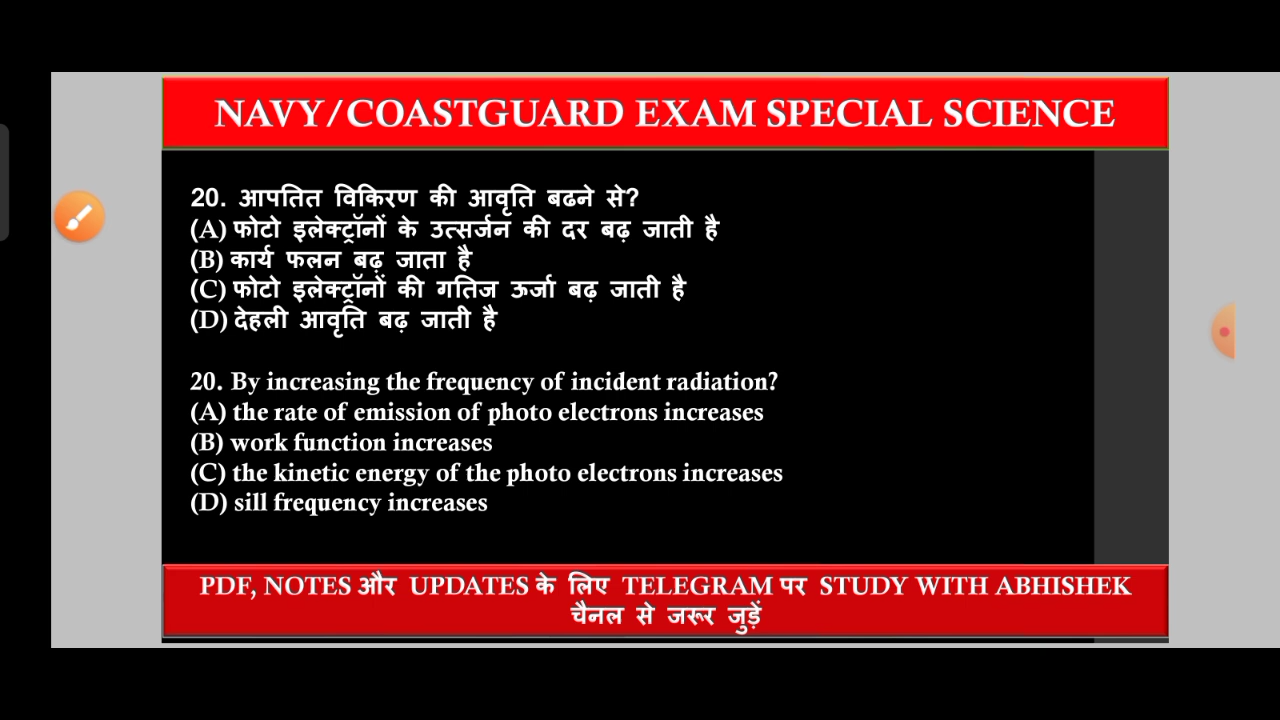 NAVY/COASTGUARD EXAM SPECIAL SCIENCE
20. आपतित विकिरण की आवृति बढने से?
(A) फोटो इलेक्ट्रॉनों के उत्सर्जन की दर बढ़ जाती है
(B) कार्य फलन बढ़ जाता है
(C) फोटो इलेक्ट्रॉनों की गतिज ऊर्जा बढ़ जाती है
(D) देहली आवृति बढ़ जाती है
20. By increasing the frequency of incident radiation?
(A) the rate of emission of photo electrons increases
(B) work function increases
(C) the kinetic energy of the photo electrons increases
(D) sill frequency increases
PDF, NOTES और UPDATES के लिए TELEGRAM पर STUDY WITH ABHISHEK
चैनल से जरूर जुड़ें